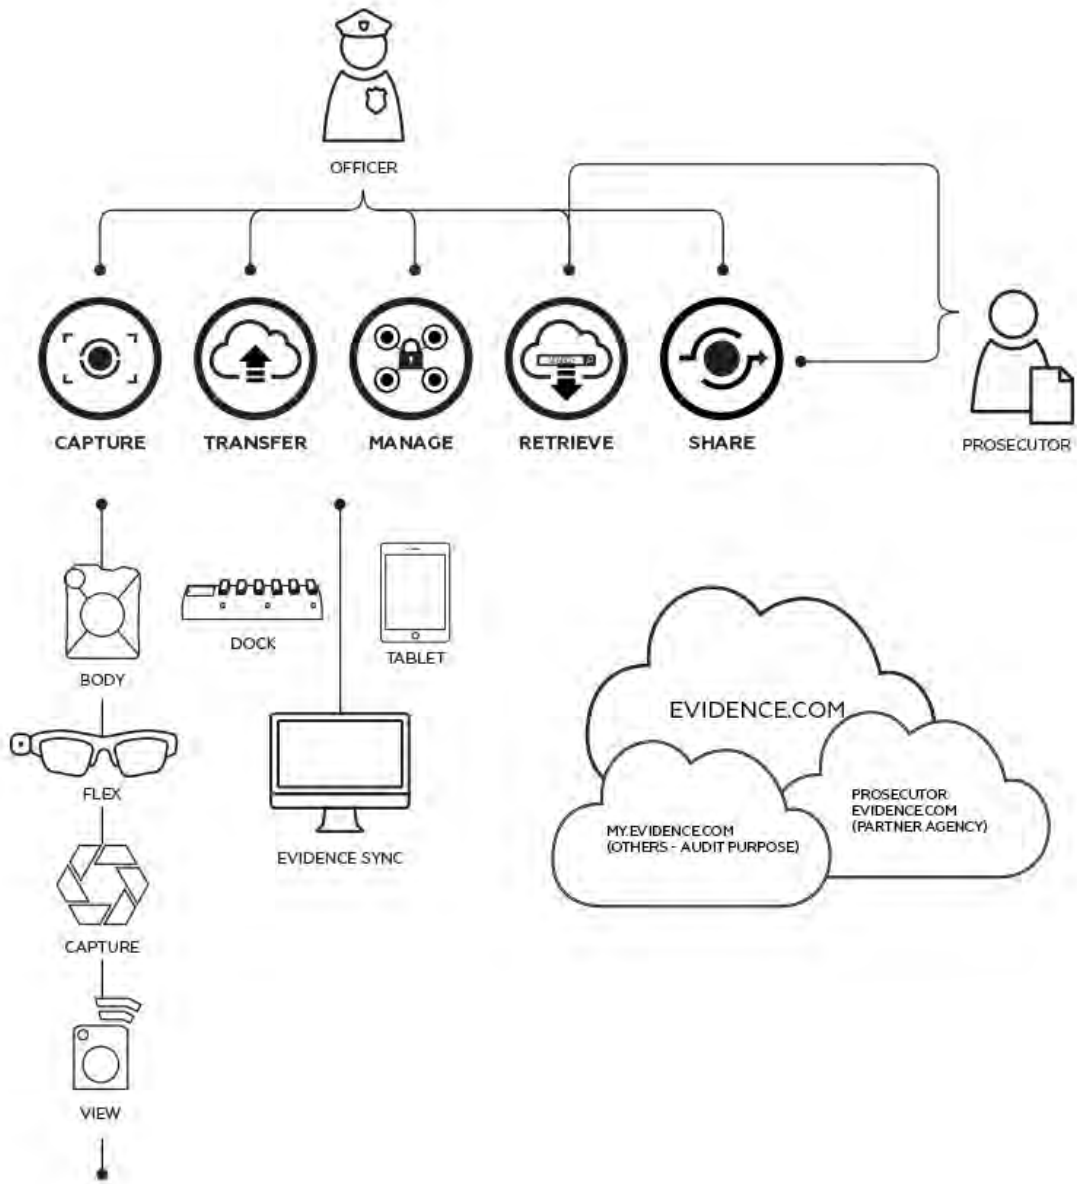 OFFICER
CAPTURE
TRANSFER
MANAGE
RETRIEVE
SHARE
PROSECUTOR
DOCK
TABLET
BODY
EVIDENCE.COM
FLEX
PROSECUTOR
EVIDENCE.COM
(PARTNER AGENCY)
MY.EVIDENCE.COM
(OTHERS - AUDIT PURPOSE)
EVIDENCE SYNC
CAPTURE
VIEW